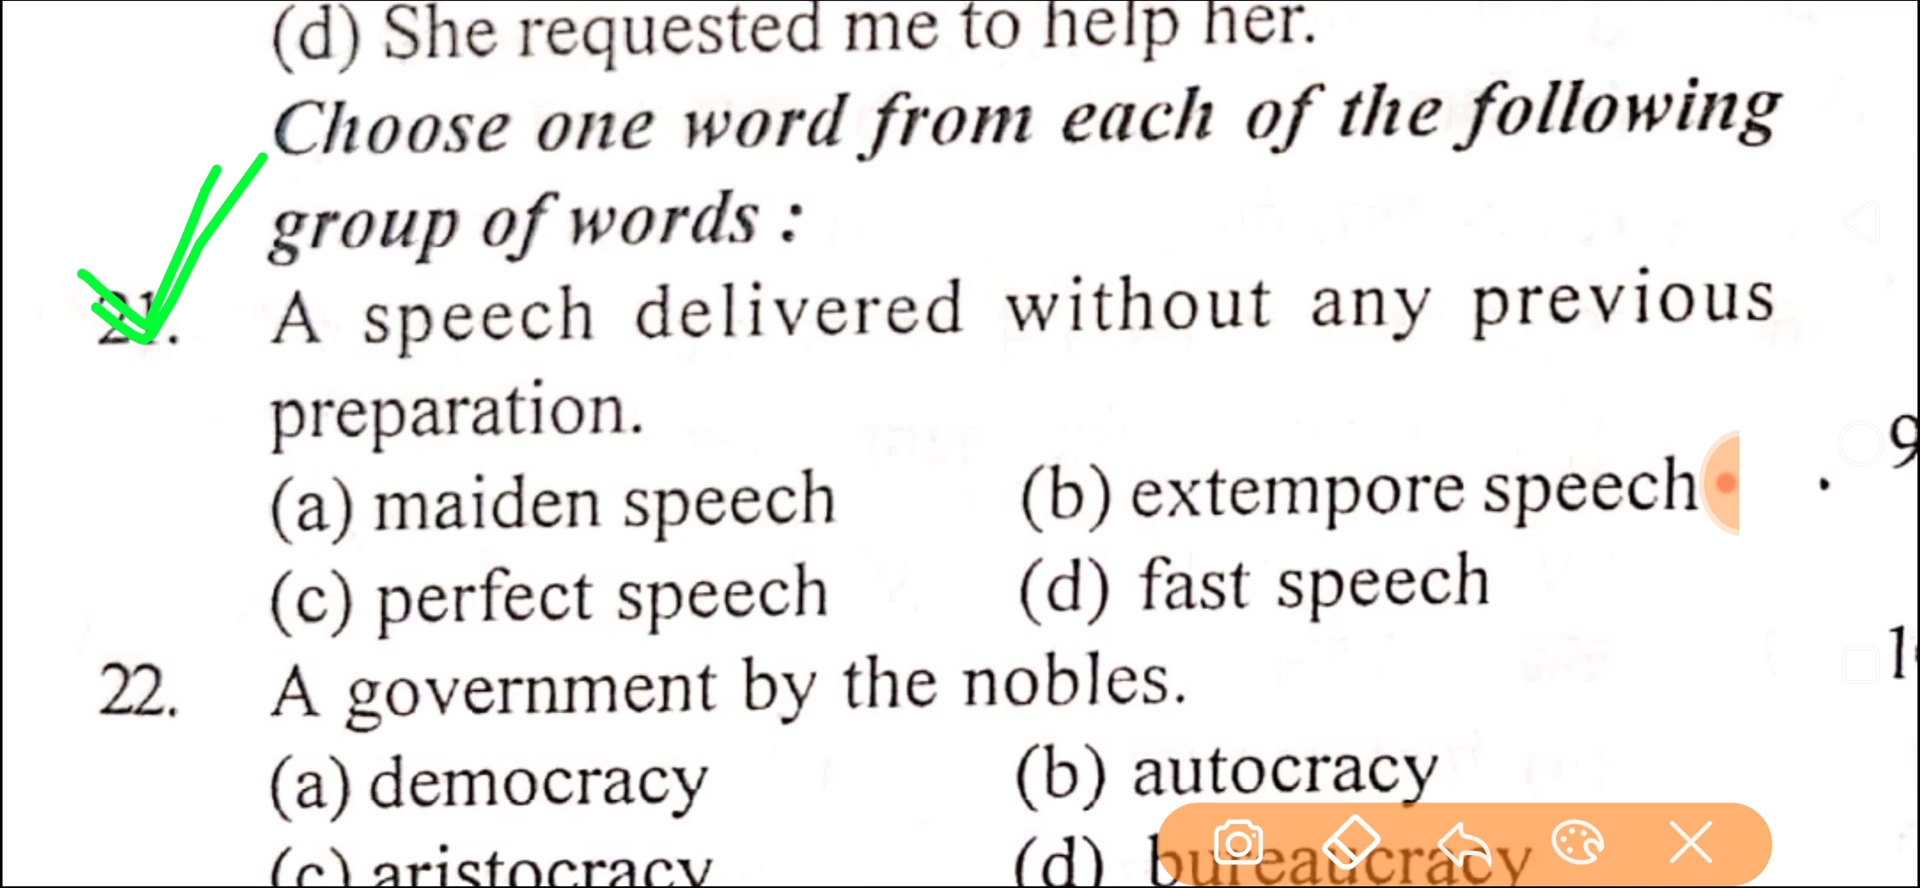 (d) She requested me to help her.
Choose one word from each of the following
group of words :
21. A speech delivered without any previous
preparation.
(a) maiden speech (b) extempore speech
(c) perfect speech (d) fast speech
22. A government by the nobles.
(a) democracy (b) autocracy
(c) aristocracy (d) bureaucracy